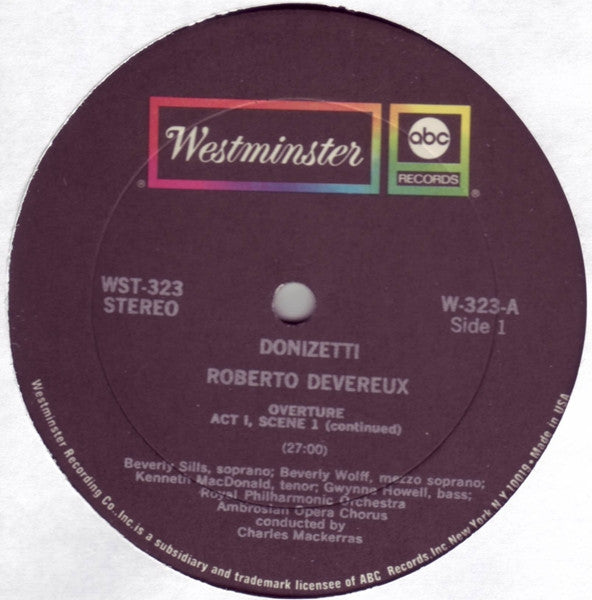 Westminster
abc
RECORDS
®
®
WST-323
STEREO
W-323-A
Side 1
DONIZETTI
ROBERTO DEVEREUX
OVERTURE
ACT I, SCENE 1 (continued)
(27:00)
Beverly Sills, soprano; Beverly Wolff, mezzo soprano;
Kenneth MacDonald, tenor; Gwynne Howell, bass;
Royal Philharmonic Orchestra
Ambrosian Opera Chorus
conducted by
Charles Mackerras
Westminster Recording Co., Inc. is a subsidiary and trademark licensee of ABC Records, Inc New York, N.Y. 10019 • Made in USA